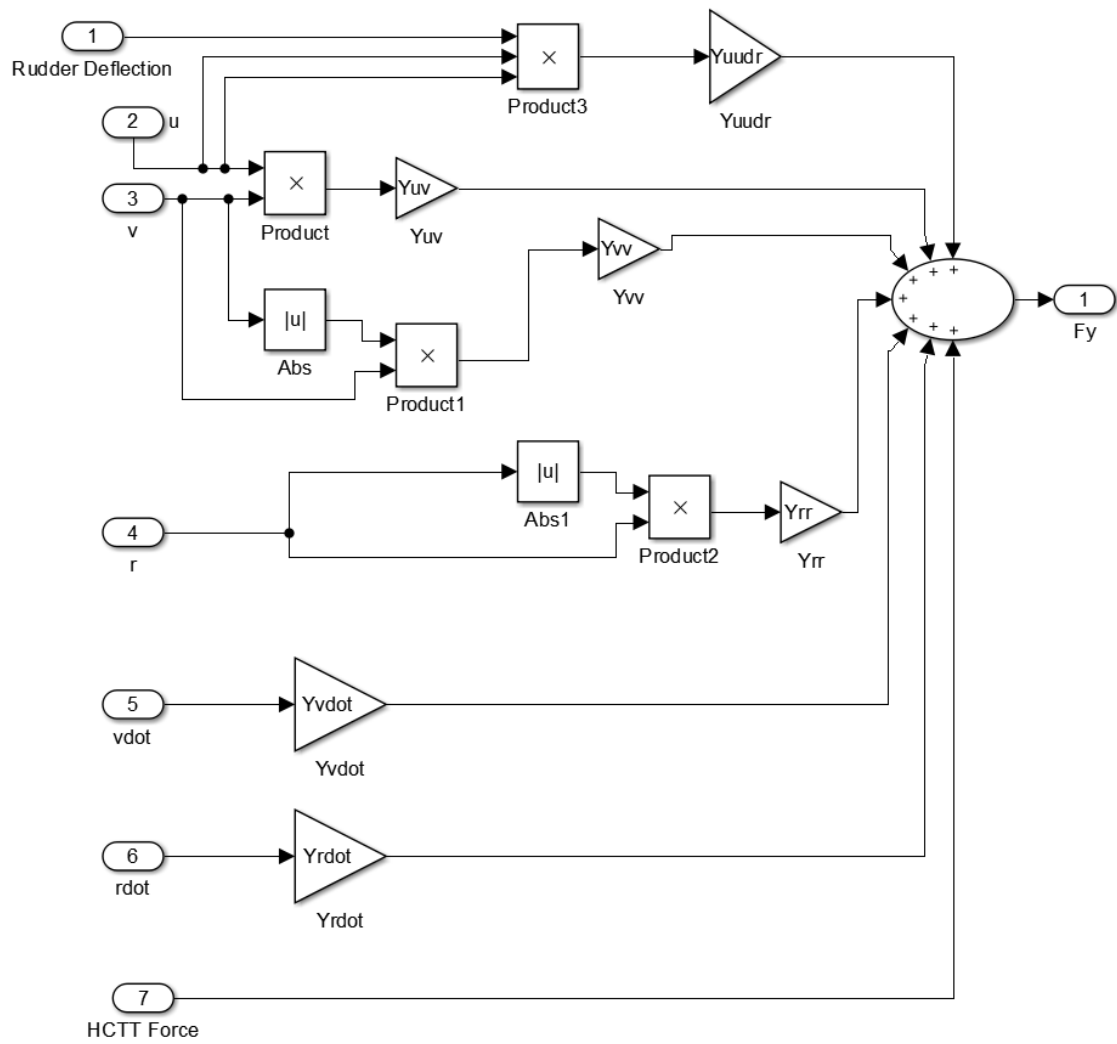 1
Rudder Deflection
×
Product3
Yuudr
Yuudr
2
u
3
v
×
Product
Yuv
Yuv
Yvv
Yvv
|u|
Abs
×
Product1
+
+
+
+
+
+
+
1
Fy
4
r
|u|
Abs1
×
Product2
Yrr
Yrr
5
vdot
Yvdot
Yvdot
6
rdot
Yrdot
Yrdot
7
HCTT Force